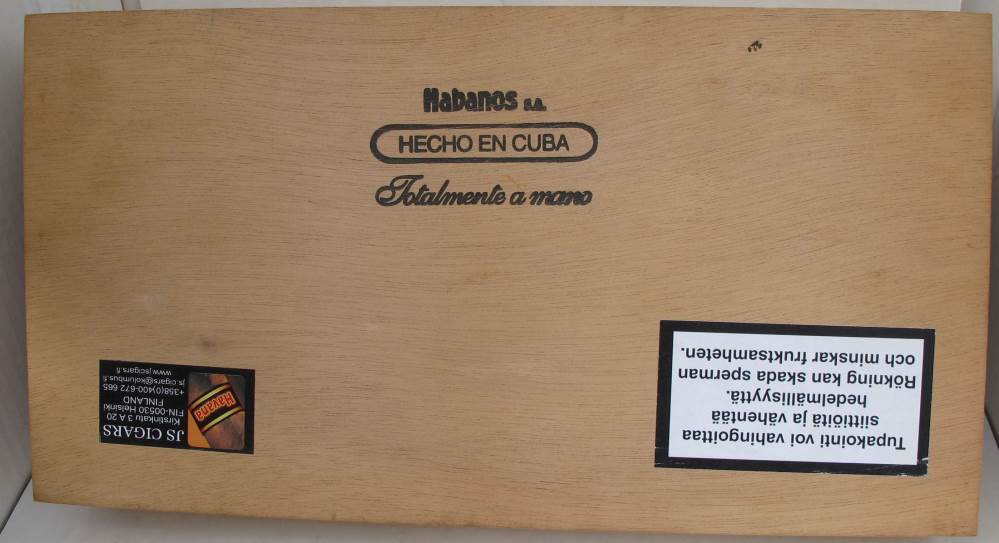 Habanos s.a.
HECHO EN CUBA
Totalmente a mano
JS CIGARS
Kirstinkatu 3 A 20
FIN-00530 Helsinki
FINLAND
+358(0)400-672 665
js.cigars@kolumbus.fi
www.jscigars.fi
Havana
Tupakointi voi vahingoittaa
siittiöitä ja vähentää
hedelmällisyyttä.
Rökning kan skada sperman
och minskar fruktsamheten.